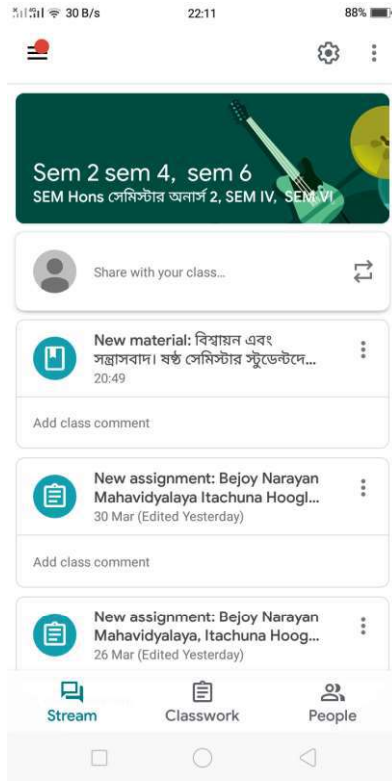 30 B/s 22:11 88%
Sem 2 sem 4, sem 6
SEM Hons সেমিস্টার অনার্স 2, SEM IV, SEM VI
Share with your class...
New material: বিশ্বায়ন এবং
সন্ত্রাসবাদ। ষষ্ঠ সেমিস্টার স্টুডেন্টদে...
20:49
Add class comment
New assignment: Bejoy Narayan
Mahavidyalaya Itachuna Hoogl...
30 Mar (Edited Yesterday)
Add class comment
New assignment: Bejoy Narayan
Mahavidyalaya, Itachuna Hoog...
26 Mar (Edited Yesterday)
Stream Classwork People